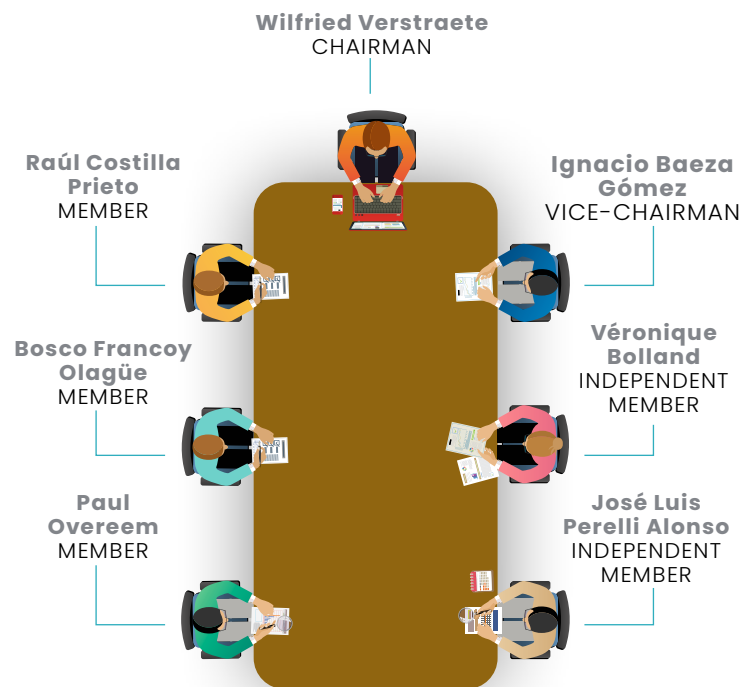 Wilfried Verstraete
CHAIRMAN
Raúl Costilla
Prieto
MEMBER
Ignacio Baeza
Gómez
VICE-CHAIRMAN
Bosco Francoy
Olagüe
MEMBER
Véronique
Bolland
INDEPENDENT
MEMBER
Paul
Overeem
MEMBER
José Luis
Perelli Alonso
INDEPENDENT
MEMBER